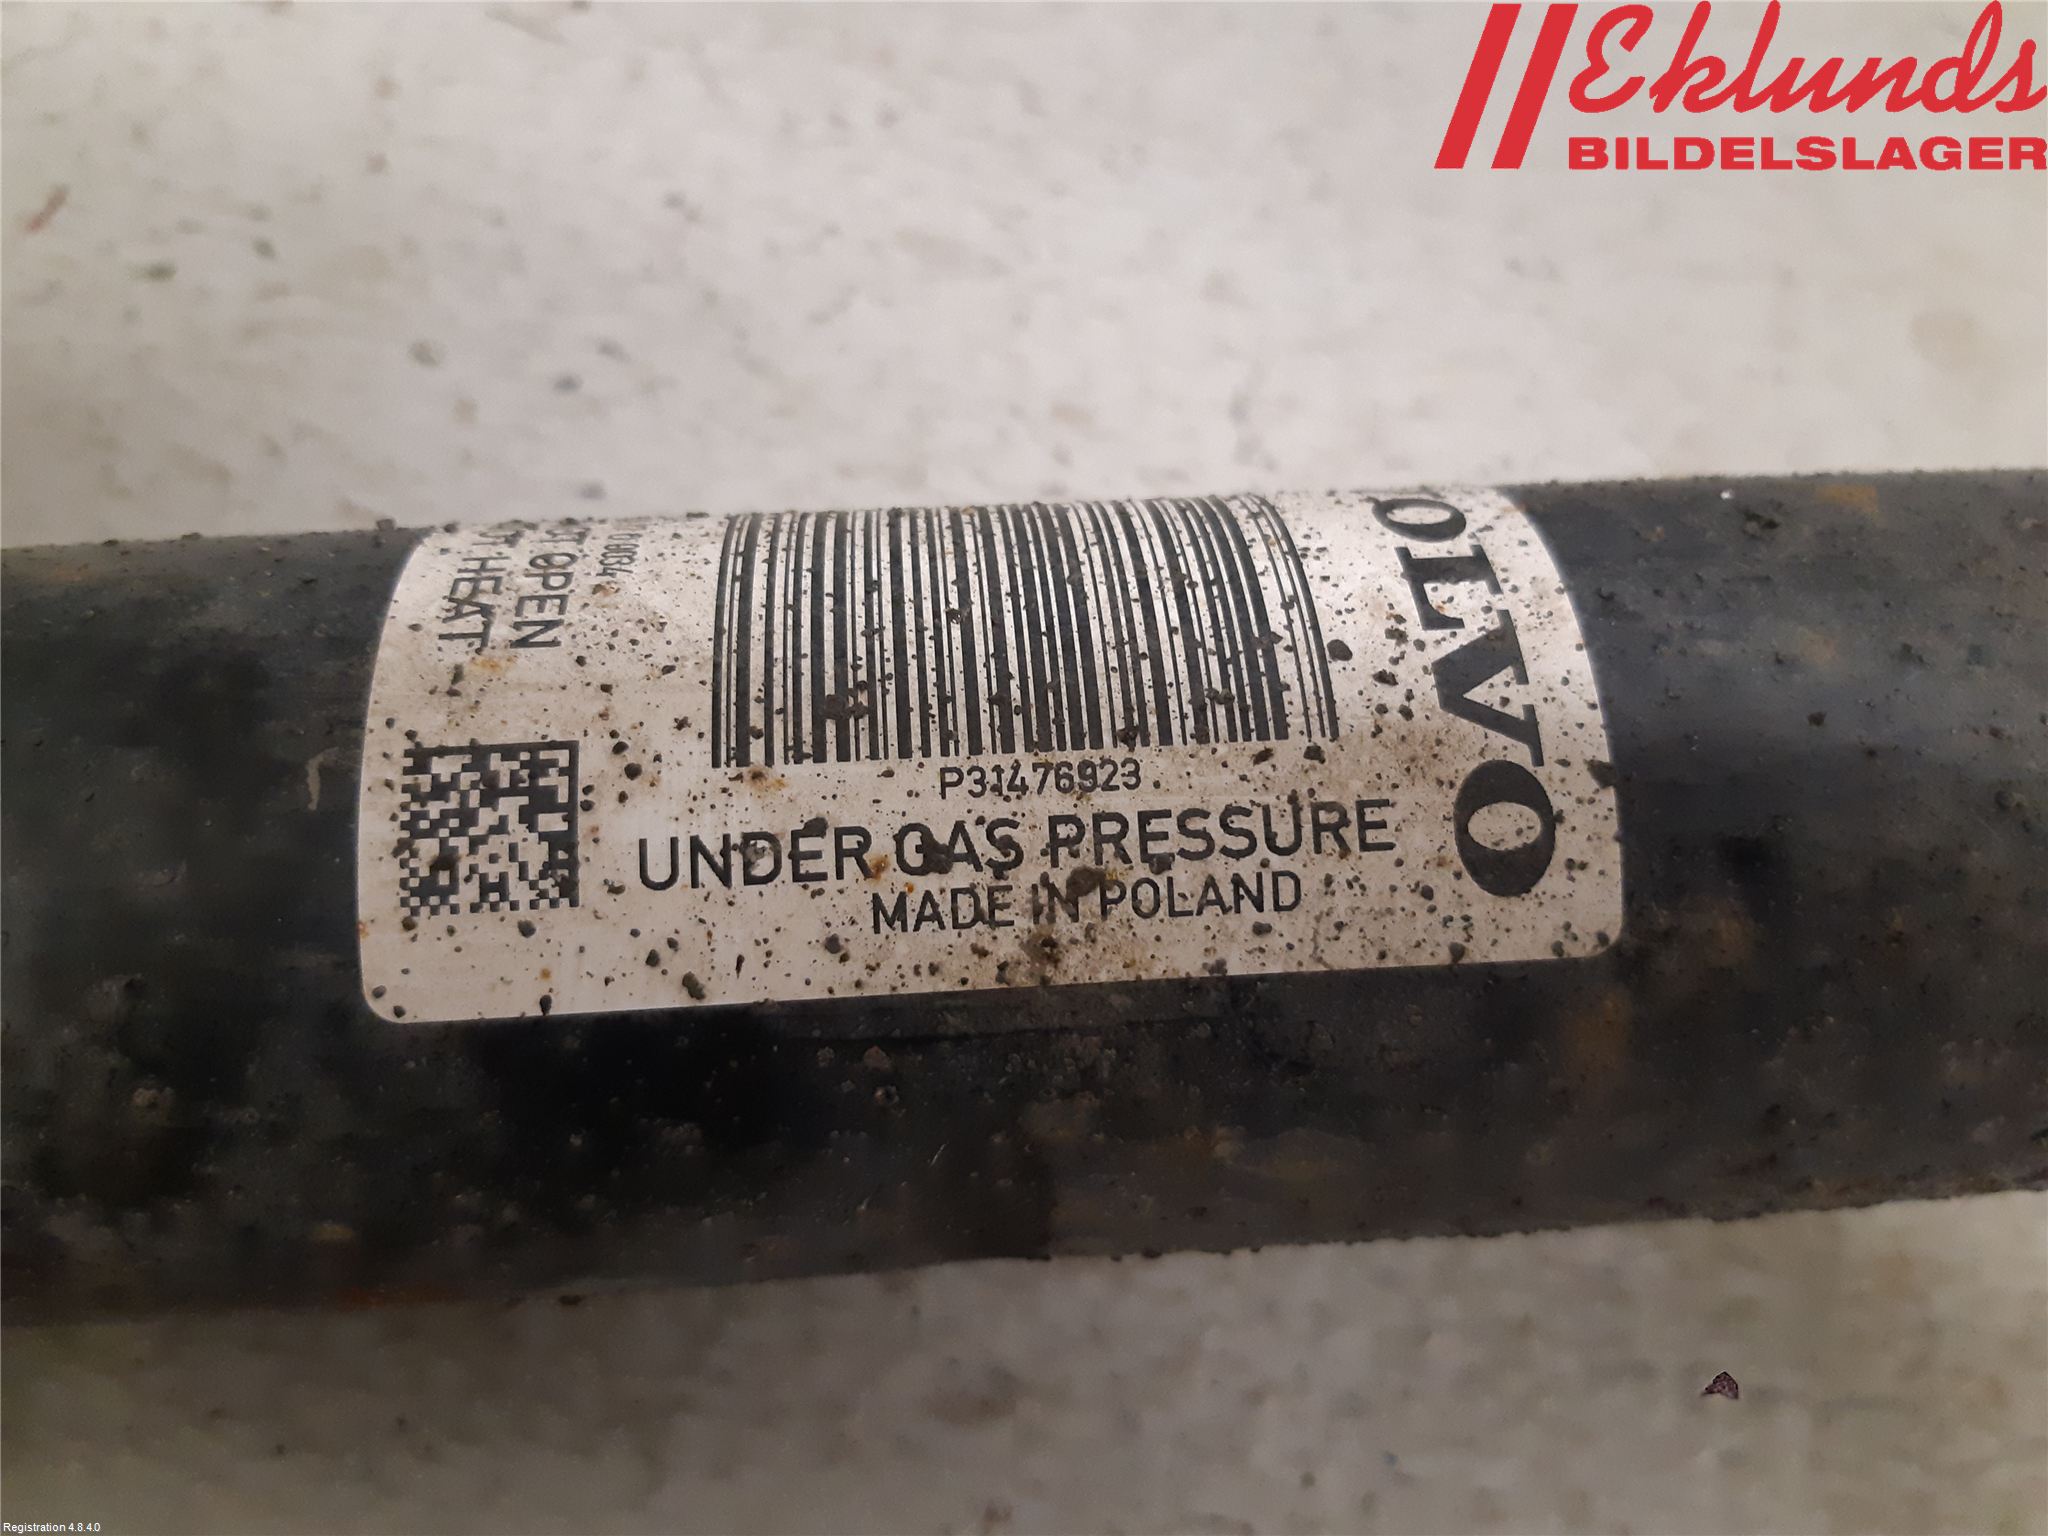 Eklunds
BILDELSLAGER
VOLVO
P31476923
UNDER GAS PRESSURE
MADE IN POLAND
OPEN
HEAT -
Registration 4.8.4.0